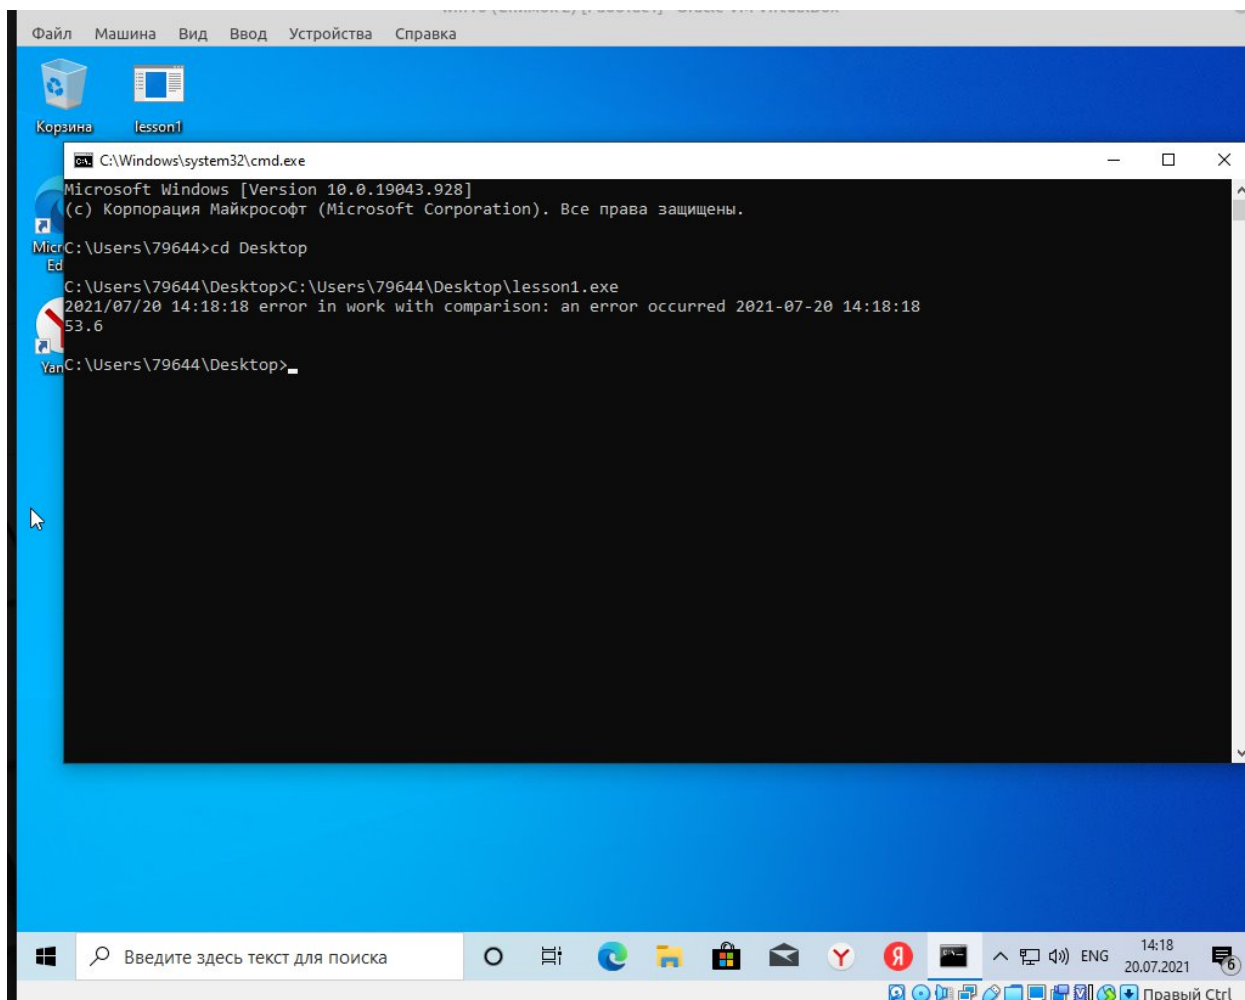 Файл Машина Вид Ввод Устройства Справка
Корзина
lesson1
C:\Windows\system32\cmd.exe
Microsoft Windows [Version 10.0.19043.928]
(c) Корпорация Майкрософт (Microsoft Corporation). Все права защищены.
C:\Users\79644>cd Desktop
C:\Users\79644\Desktop>C:\Users\79644\Desktop\lesson1.exe
2021/07/20 14:18:18 error in work with comparison: an error occurred 2021-07-20 14:18:18
53.6
C:\Users\79644\Desktop>
Micr
Ed
Yan
Введите здесь текст для поиска
ENG
14:18
20.07.2021
6
Правый Ctrl